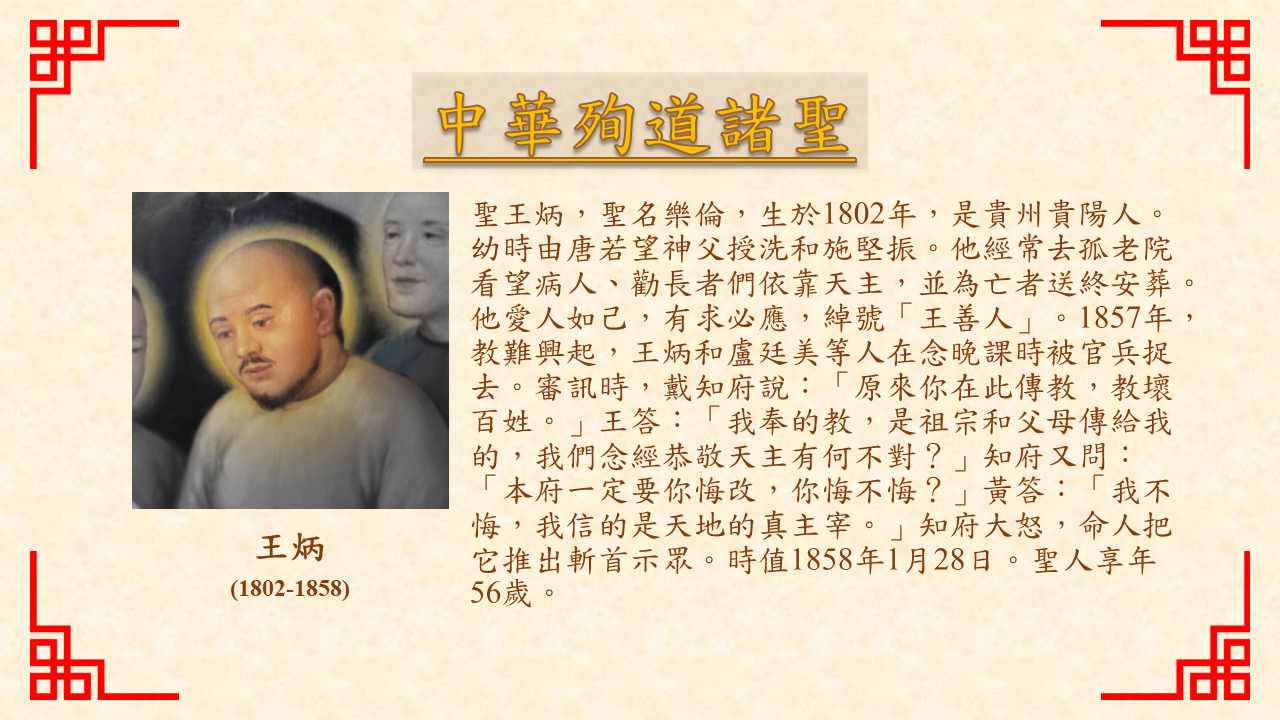 中華殉道諸聖
聖王炳，聖名樂倫，生於1802年，是貴州貴陽人。
幼時由唐若望神父授洗和施堅振。他經常去孤老院
看望病人、勸長者們依靠天主，並為亡者送終安葬。
他愛人如己，有求必應，綽號「王善人」。1857年，
教難興起，王炳和盧廷美等人在念晚課時被官兵捉
去。審訊時，戴知府說：「原來你在此傳教，教壞
百姓。」王答：「我奉的教，是祖宗和父母傳給我
的，我們念經恭敬天主有何不對？」知府又問：
「本府一定要你悔改，你悔不悔？」黃答：「我不
悔，我信的是天地的真主宰。」知府大怒，命人把
它推出斬首示眾。時值1858年1月28日。聖人享年
56歲。
王炳
(1802-1858)